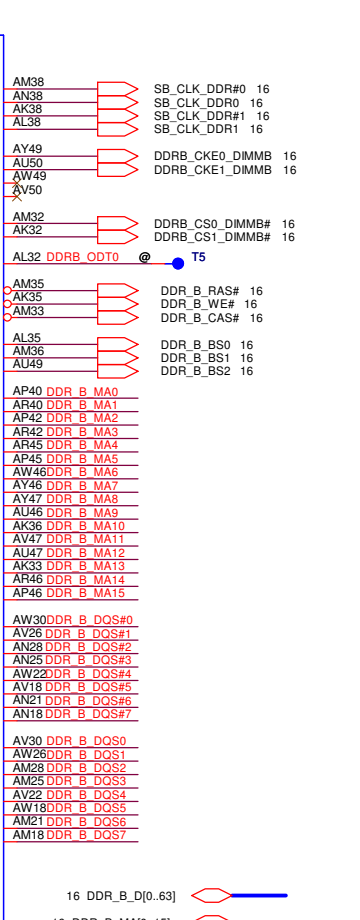 AM38 SB_CLK_DDR#0 16
AN38 SB_CLK_DDR0 16
AK38 SB_CLK_DDR#1 16
AL38 SB_CLK_DDR1 16
AY49 DDRB_CKE0_DIMMB 16
AU50 DDRB_CKE1_DIMMB 16
AW49
AV50
AM32 DDRB_CS0_DIMMB# 16
AK32 DDRB_CS1_DIMMB# 16
AL32 DDRB_ODT0 @ T5
AM35 DDR_B_RAS# 16
AK35 DDR_B_WE# 16
AM33 DDR_B_CAS# 16
AL35 DDR_B_BS0 16
AM36 DDR_B_BS1 16
AU49 DDR_B_BS2 16
AP40 DDR_B_MA0
AR40 DDR_B_MA1
AP42 DDR_B_MA2
AR42 DDR_B_MA3
AR45 DDR_B_MA4
AP45 DDR_B_MA5
AW46 DDR_B_MA6
AY46 DDR_B_MA7
AY47 DDR_B_MA8
AU46 DDR_B_MA9
AK36 DDR_B_MA10
AV47 DDR_B_MA11
AU47 DDR_B_MA12
AK33 DDR_B_MA13
AR46 DDR_B_MA14
AP46 DDR_B_MA15
AW30 DDR_B_DQS#0
AV26 DDR_B_DQS#1
AN28 DDR_B_DQS#2
AN25 DDR_B_DQS#3
AW22 DDR_B_DQS#4
AV18 DDR_B_DQS#5
AN21 DDR_B_DQS#6
AN18 DDR_B_DQS#7
AV30 DDR_B_DQS0
AW26 DDR_B_DQS1
AM28 DDR_B_DQS2
AM25 DDR_B_DQS3
AV22 DDR_B_DQS4
AW18 DDR_B_DQS5
AM21 DDR_B_DQS6
AM18 DDR_B_DQS7
16 DDR_B_D[0..63]